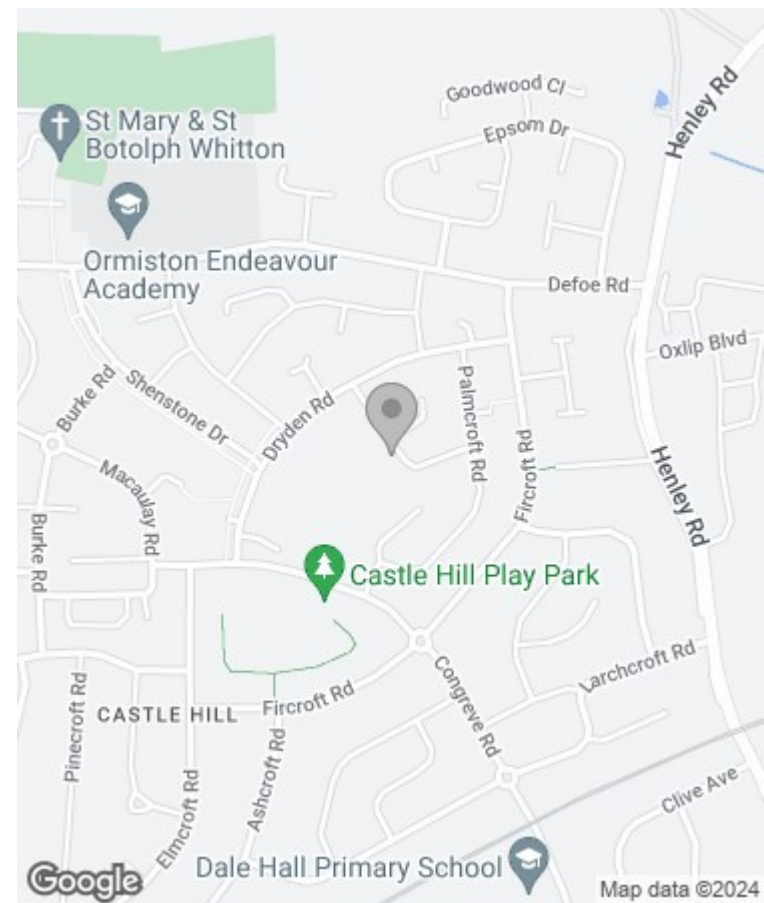 Goodwood Cl
Henley Rd
St Mary & St
Botolph Whitton
Epsom Dr
Ormiston Endeavour
Academy
Defoe Rd
Oxlip Blvd
Burke Rd
Shenstone Dr
Dryden Rd
Palmcroft Rd
Fircroft Rd
Henley Rd
Macaulay Rd
Burke Rd
Castle Hill Play Park
Larchcroft Rd
Congreve Rd
Pinecroft Rd
CASTLE HILL
Fircroft Rd
Ashcroft Rd
Elmcroft Rd
Clive Ave
Dale Hall Primary School
Google
Map data ©2024